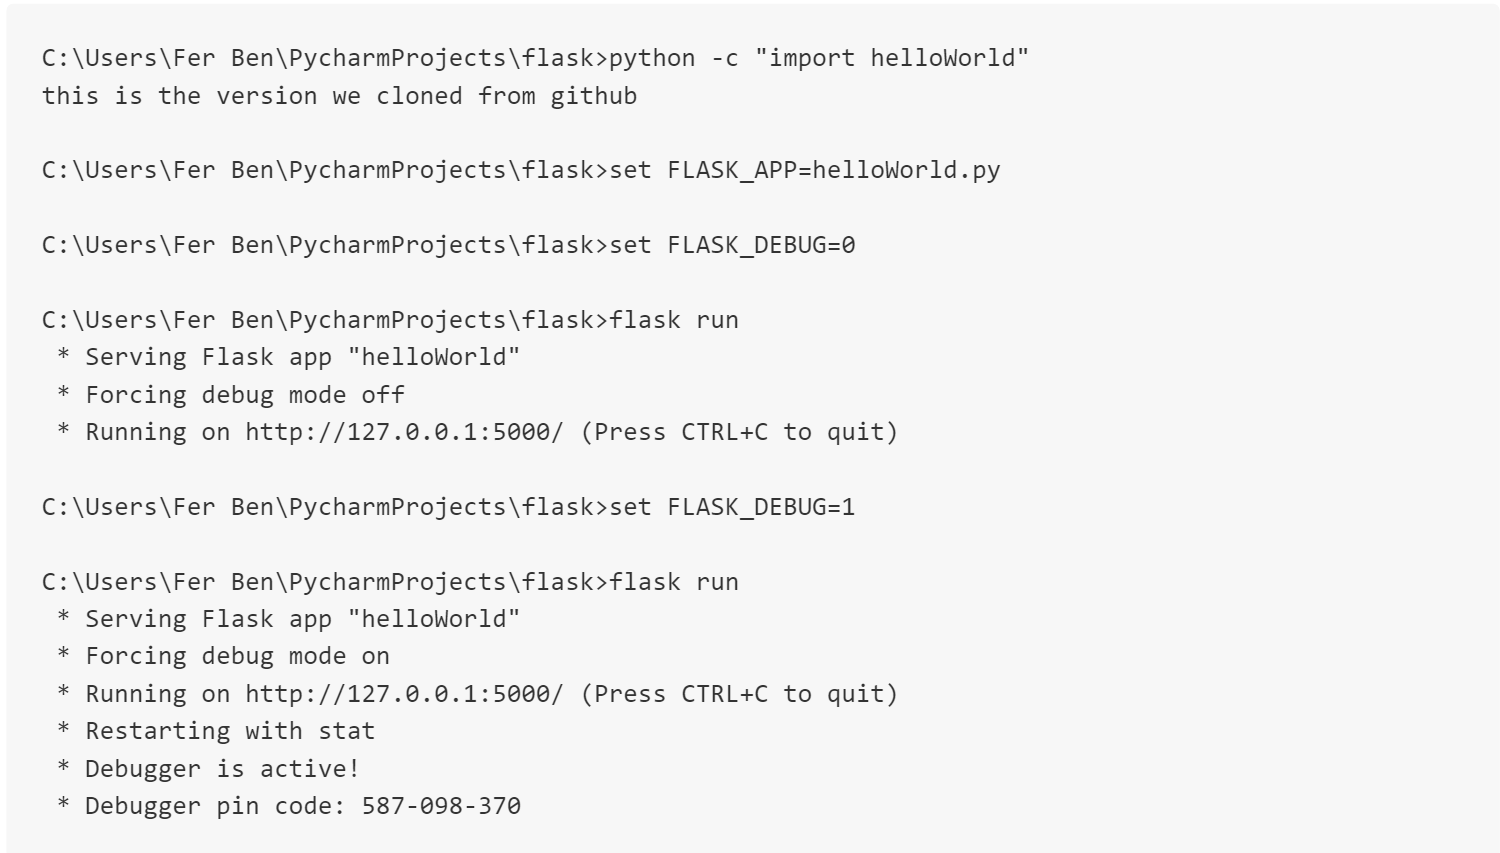 C:\Users\Fer Ben\PycharmProjects\flask>python -c "import helloWorld"
this is the version we cloned from github
C:\Users\Fer Ben\PycharmProjects\flask>set FLASK_APP=helloWorld.py
C:\Users\Fer Ben\PycharmProjects\flask>set FLASK_DEBUG=0
C:\Users\Fer Ben\PycharmProjects\flask>flask run
* Serving Flask app "helloWorld"
* Forcing debug mode off
* Running on http://127.0.0.1:5000/ (Press CTRL+C to quit)
C:\Users\Fer Ben\PycharmProjects\flask>set FLASK_DEBUG=1
C:\Users\Fer Ben\PycharmProjects\flask>flask run
* Serving Flask app "helloWorld"
* Forcing debug mode on
* Running on http://127.0.0.1:5000/ (Press CTRL+C to quit)
* Restarting with stat
* Debugger is active!
* Debugger pin code: 587-098-370